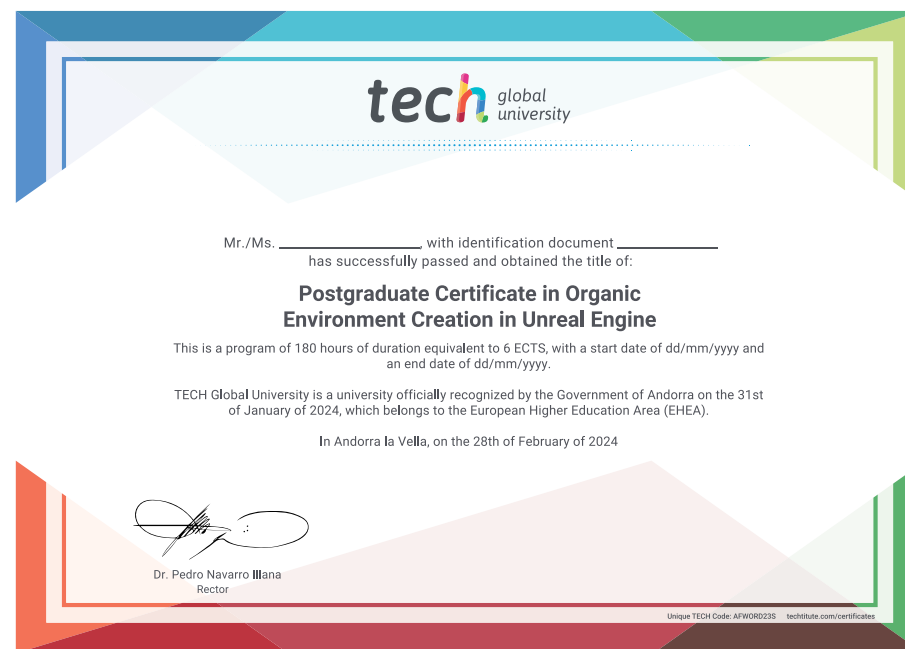 tech global university
Mr./Ms. ____________________, with identification document ______________
has successfully passed and obtained the title of:
Postgraduate Certificate in Organic
Environment Creation in Unreal Engine
This is a program of 180 hours of duration equivalent to 6 ECTS, with a start date of dd/mm/yyyy and
an end date of dd/mm/yyyy.
TECH Global University is a university officially recognized by the Government of Andorra on the 31st
of January of 2024, which belongs to the European Higher Education Area (EHEA).
In Andorra la Vella, on the 28th of February of 2024
Dr. Pedro Navarro Illana
Rector
Unique TECH Code: AFWORD23S techtitute.com/certificates